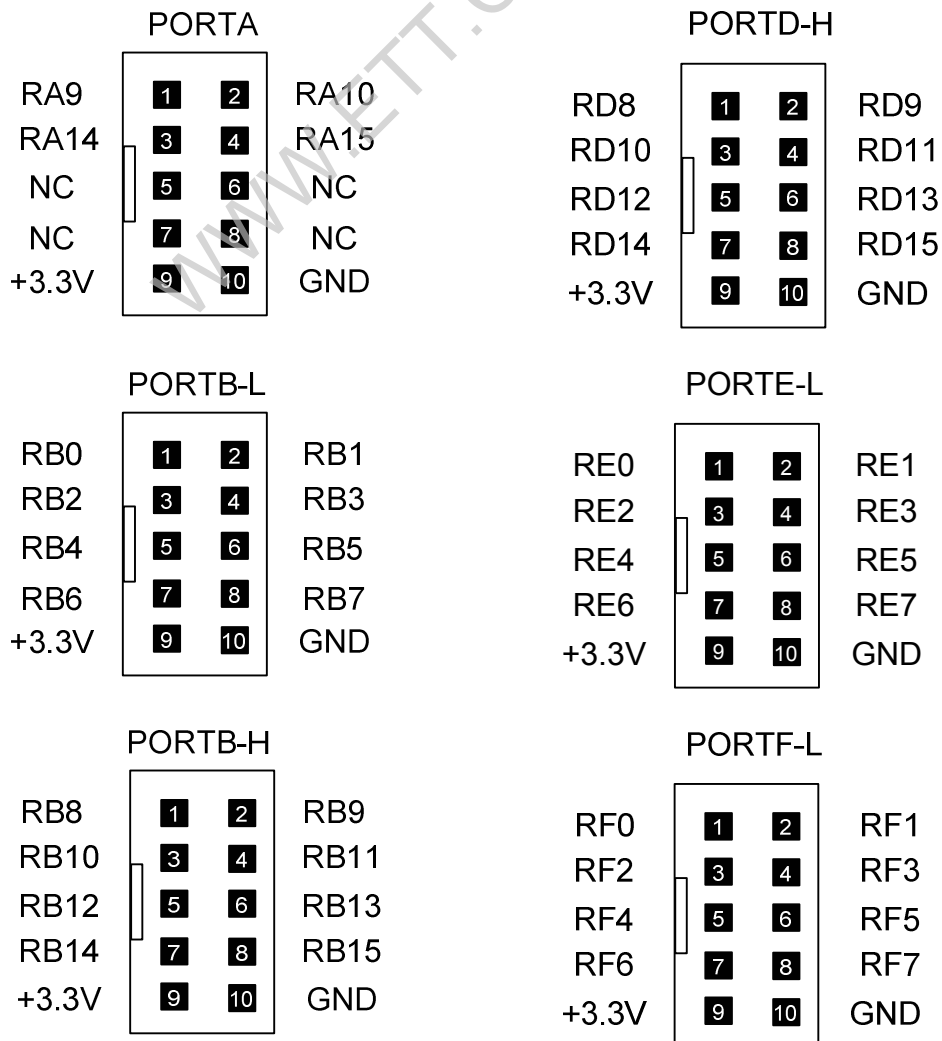 PORTA
RA9 1 2 RA10
RA14 3 4 RA15
NC 5 6 NC
NC 7 8 NC
+3.3V 9 10 GND
PORTB-L
RB0 1 2 RB1
RB2 3 4 RB3
RB4 5 6 RB5
RB6 7 8 RB7
+3.3V 9 10 GND
PORTB-H
RB8 1 2 RB9
RB10 3 4 RB11
RB12 5 6 RB13
RB14 7 8 RB15
+3.3V 9 10 GND
PORTD-H
RD8 1 2 RD9
RD10 3 4 RD11
RD12 5 6 RD13
RD14 7 8 RD15
+3.3V 9 10 GND
PORTE-L
RE0 1 2 RE1
RE2 3 4 RE3
RE4 5 6 RE5
RE6 7 8 RE7
+3.3V 9 10 GND
PORTF-L
RF0 1 2 RF1
RF2 3 4 RF3
RF4 5 6 RF5
RF6 7 8 RF7
+3.3V 9 10 GND
WWW.ETT.